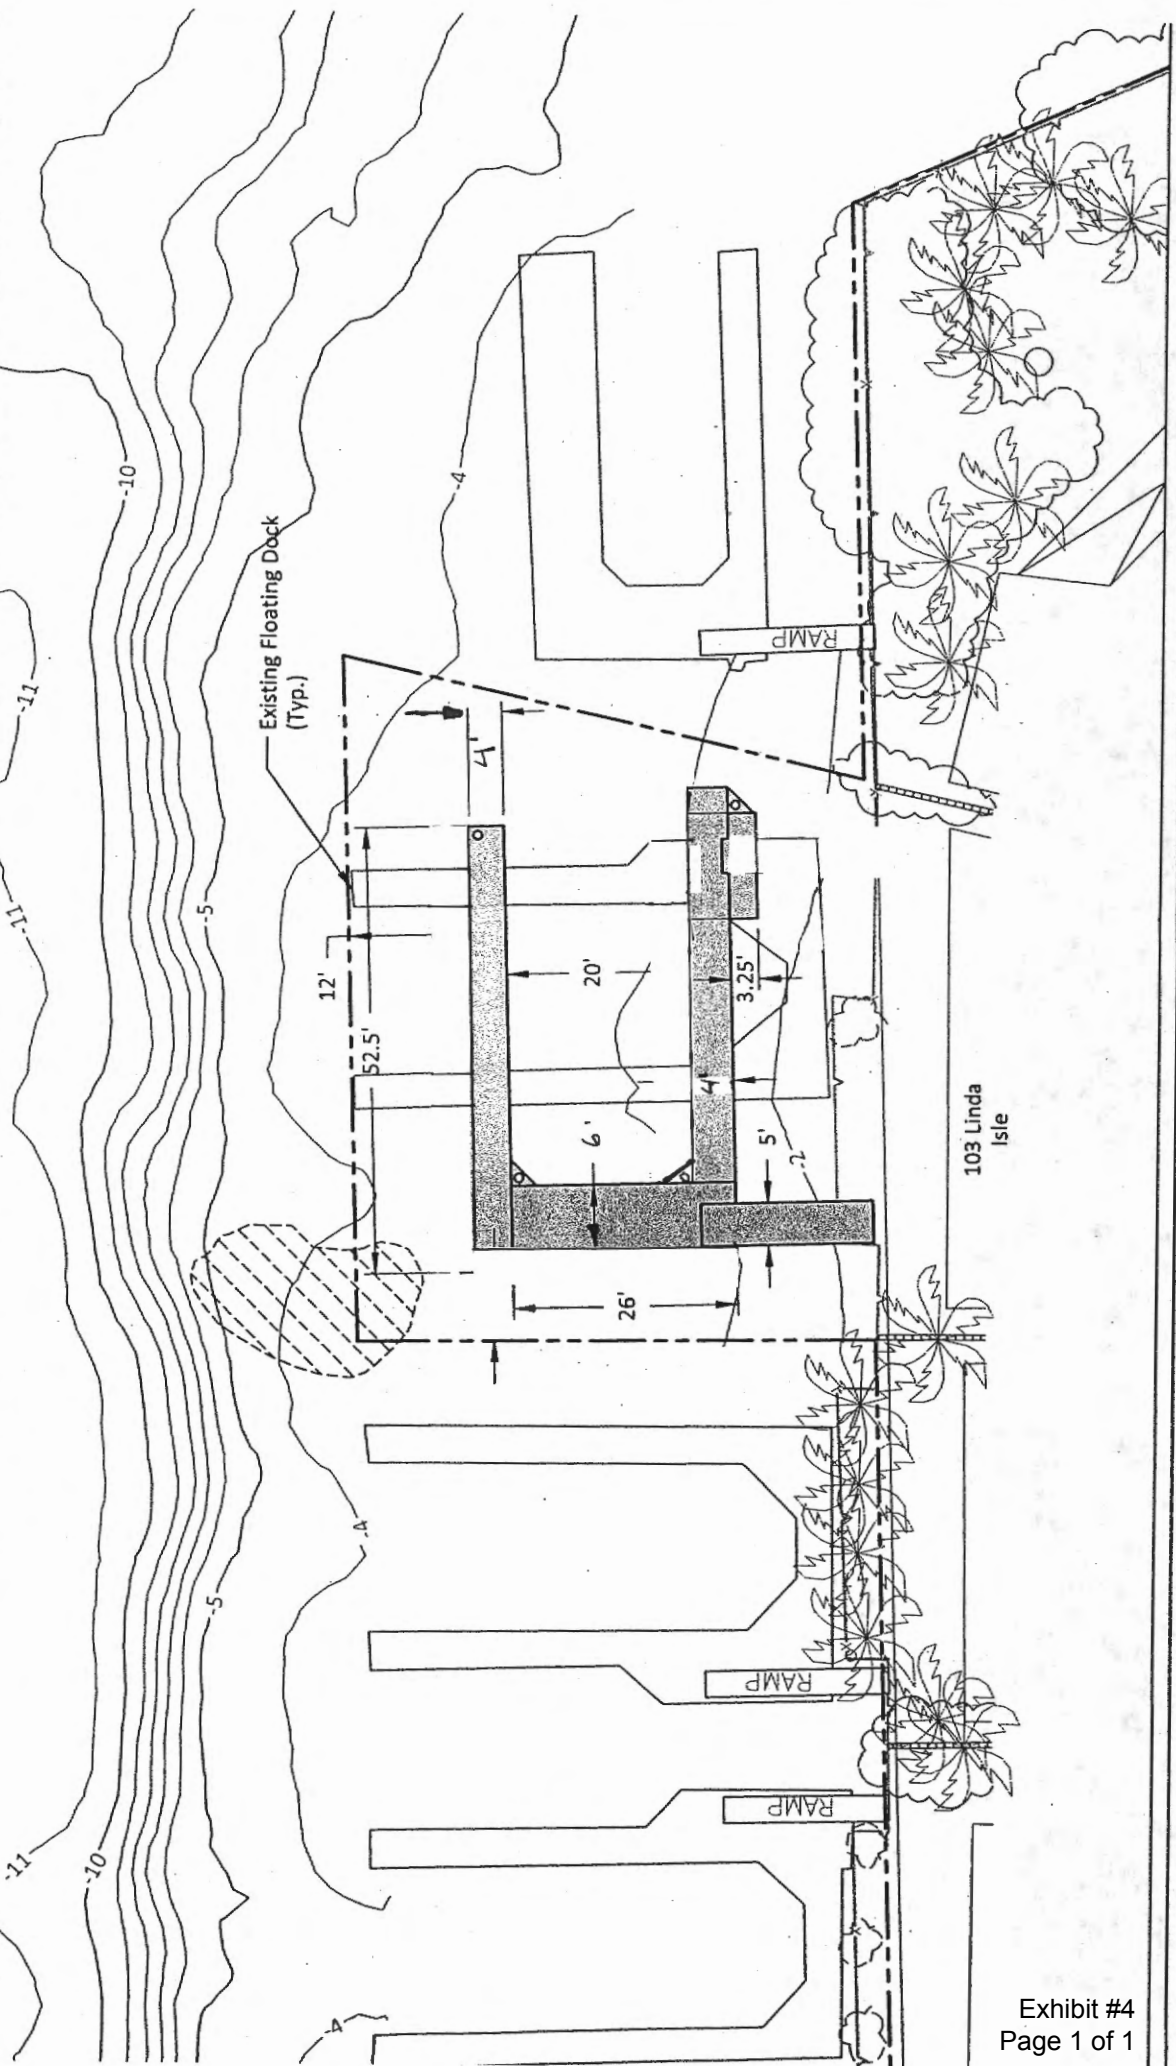 -10
-4
-11
Existing Floating Dock
(Typ.)
RAMP
4'
-11
-5
12'
52.5'
20'
3.25'
4'
6'
5'
-2
103 Linda
Isle
26'
-4
-5
RAMP
RAMP
-11
-10
-4
Exhibit #4
Page 1 of 1